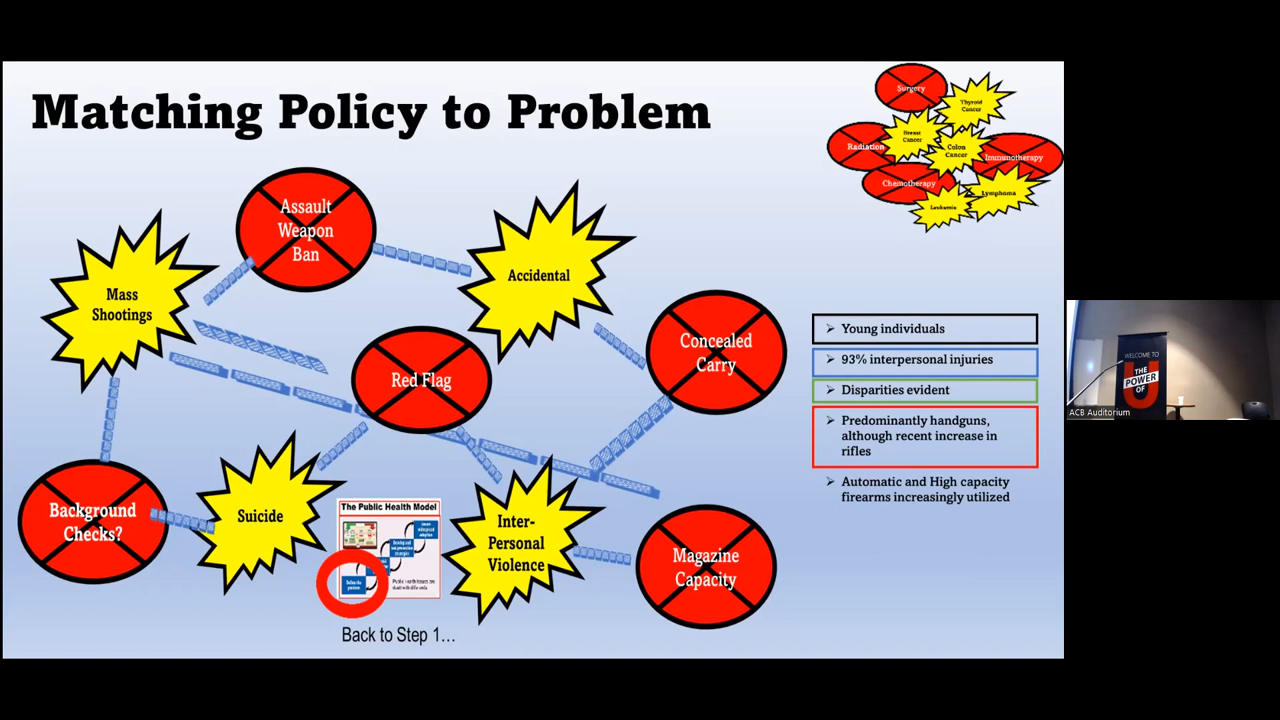 Matching Policy to Problem
Surgery
Thyroid
Cancer
Breast
Cancer
Radiation
Colon
Cancer
Immunotherapy
Chemotherapy
Lymphoma
Leukemia
Assault
Weapon
Ban
Mass
Shootings
Accidental
Concealed
Carry
Red Flag
Background
Checks?
Suicide
Inter-
Personal
Violence
Magazine
Capacity
The Public Health Model
Back to Step 1...
➢ Young individuals
➢ 93% interpersonal injuries
➢ Disparities evident
➢ Predominantly handguns,
although recent increase in
rifles
➢ Automatic and High capacity
firearms increasingly utilized
WELCOME TO
THE
POWER
OF
U
ACB Auditorium